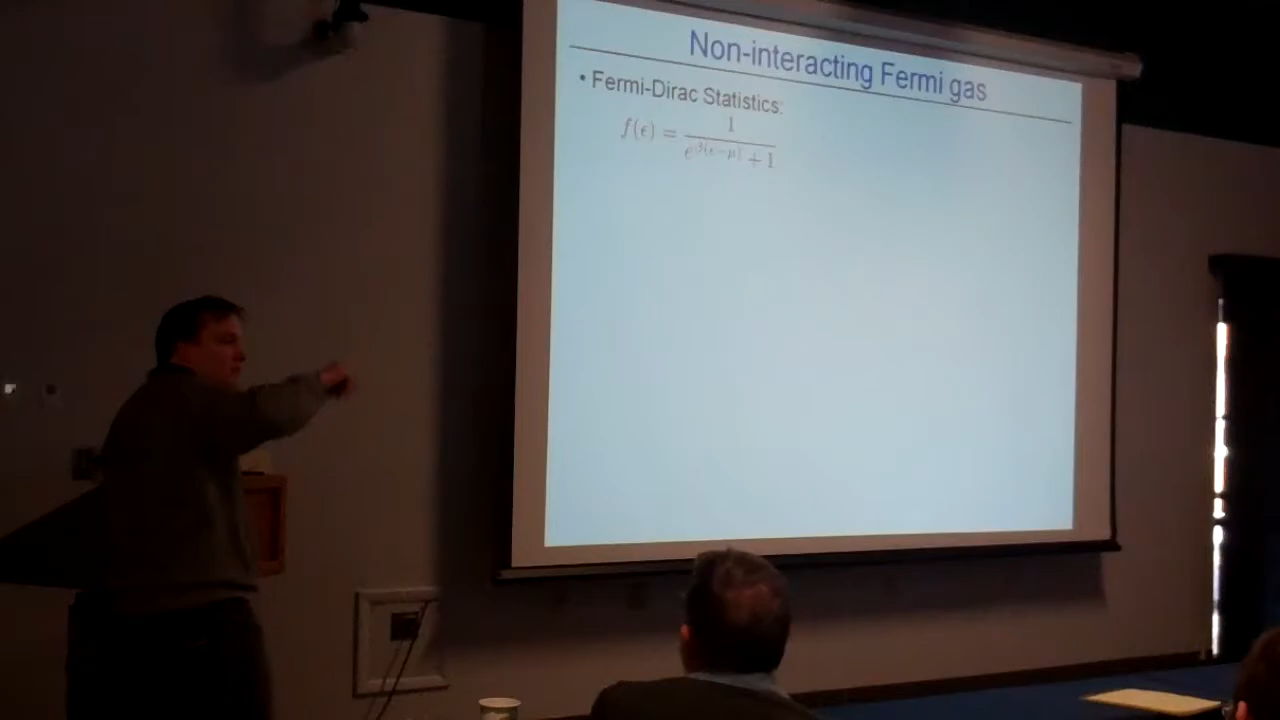 Non-interacting Fermi gas
• Fermi-Dirac Statistics:
f(ϵ) = 1 / (e^{β(ϵ−μ)} + 1)